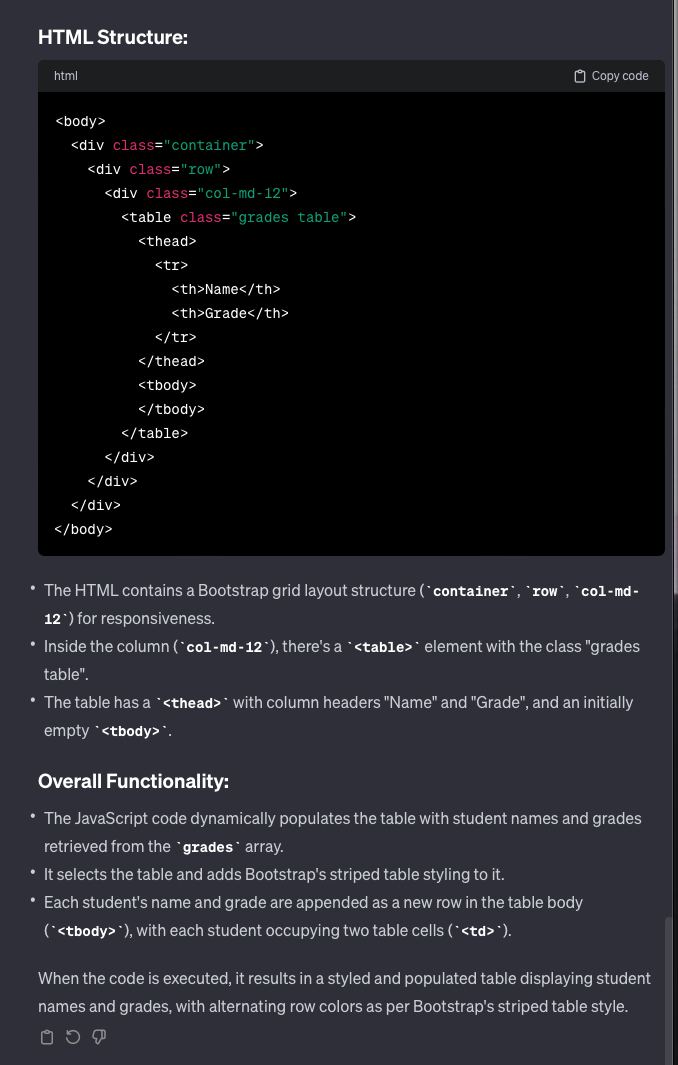 HTML Structure:
html
Copy code
<body>
  <div class="container">
    <div class="row">
      <div class="col-md-12">
        <table class="grades table">
          <thead>
            <tr>
              <th>Name</th>
              <th>Grade</th>
            </tr>
          </thead>
          <tbody>
          </tbody>
        </table>
      </div>
    </div>
  </div>
</body>
• The HTML contains a Bootstrap grid layout structure (`container`, `row`, `col-md-
12`) for responsiveness.
• Inside the column (`col-md-12`), there's a `<table>` element with the class "grades
table".
• The table has a `<thead>` with column headers "Name" and "Grade", and an initially
empty `<tbody>`.
Overall Functionality:
• The JavaScript code dynamically populates the table with student names and grades
retrieved from the `grades` array.
• It selects the table and adds Bootstrap's striped table styling to it.
• Each student's name and grade are appended as a new row in the table body
(`<tbody>`), with each student occupying two table cells (`<td>`).
When the code is executed, it results in a styled and populated table displaying student
names and grades, with alternating row colors as per Bootstrap's striped table style.